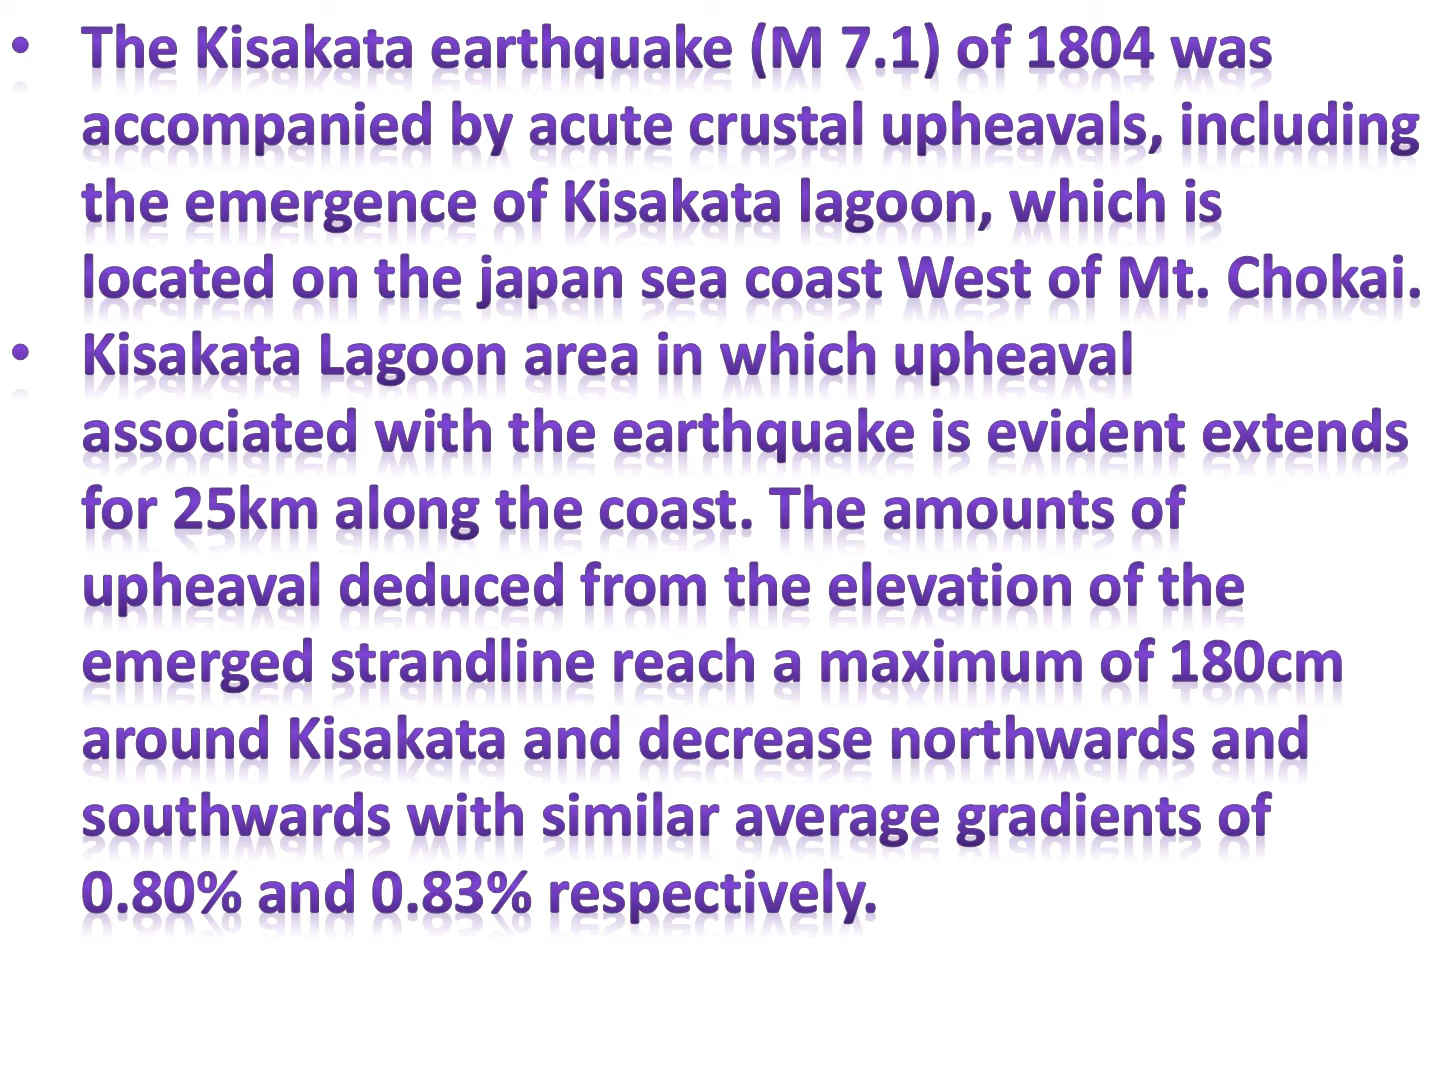 • The Kisakata earthquake (M 7.1) of 1804 was
accompanied by acute crustal upheavals, including
the emergence of Kisakata lagoon, which is
located on the japan sea coast West of Mt. Chokai.
• Kisakata Lagoon area in which upheaval
associated with the earthquake is evident extends
for 25km along the coast. The amounts of
upheaval deduced from the elevation of the
emerged strandline reach a maximum of 180cm
around Kisakata and decrease northwards and
southwards with similar average gradients of
0.80% and 0.83% respectively.